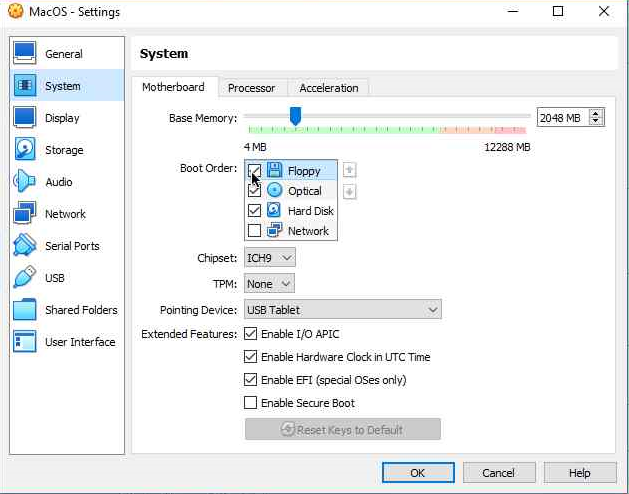 MacOS - Settings
General
System
Display
Storage
Audio
Network
Serial Ports
USB
Shared Folders
User Interface
System
Motherboard Processor Acceleration
Base Memory: 2048 MB
4 MB 12288 MB
Boot Order: Floppy
Optical
Hard Disk
Network
Chipset: ICH9
TPM: None
Pointing Device: USB Tablet
Extended Features: Enable I/O APIC
Enable Hardware Clock in UTC Time
Enable EFI (special OSes only)
Enable Secure Boot
Reset Keys to Default
OK Cancel Help